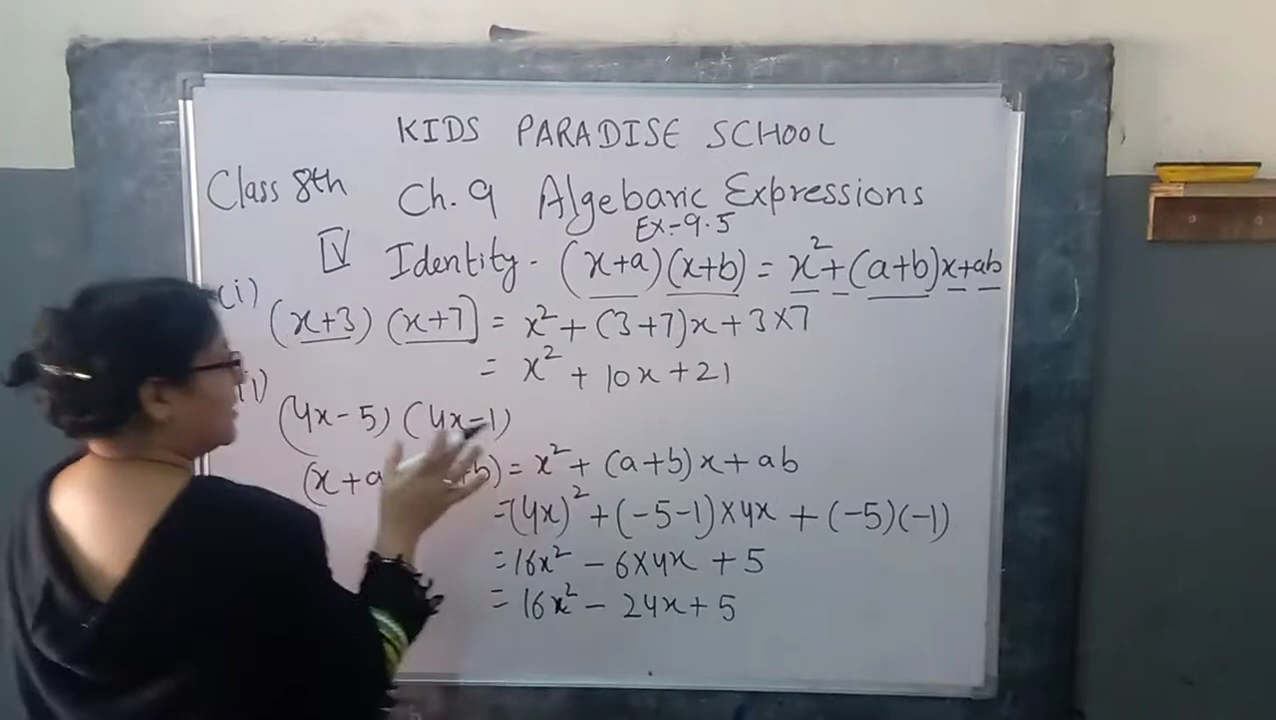 KIDS PARADISE SCHOOL
Class 8th Ch. 9 Algebaric Expressions
Ex-9.5
IV Identity - (x+a)(x+b) = x²+(a+b)x+ab
(i) (x+3) (x+7) = x² + (3+7)x + 3×7
= x² + 10x + 21
(4x-5) (4x-1)
(x+a b) = x² + (a+b)x + ab
=(4x)² + (-5-1)×4x + (-5)(-1)
= 16x² - 6×4x + 5
= 16x² - 24x + 5